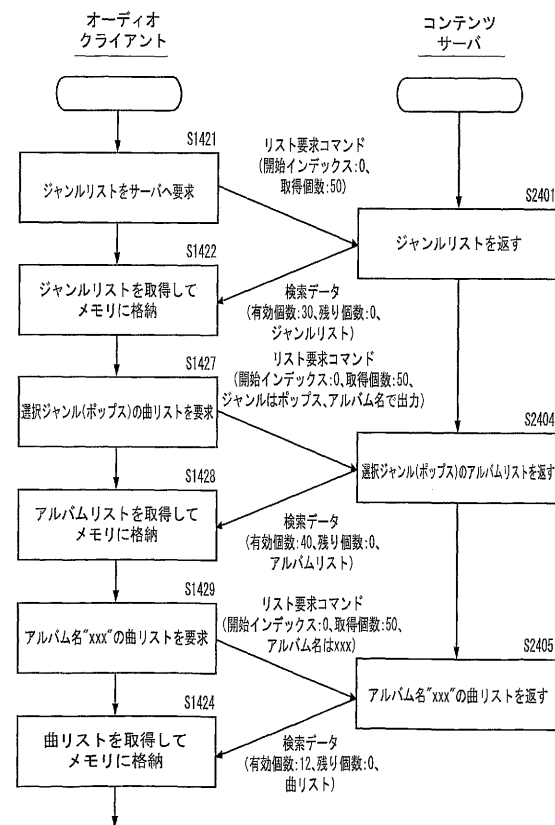 オーディオ
クライアント
コンテンツ
サーバ
S1421
ジャンルリストをサーバへ要求
リスト要求コマンド
(開始インデックス:0、
取得個数:50)
S2401
ジャンルリストを返す
S1422
ジャンルリストを取得して
メモリに格納
検索データ
(有効個数:30、残り個数:0、
ジャンルリスト)
S1427
選択ジャンル(ポップス)の曲リストを要求
リスト要求コマンド
(開始インデックス:0、取得個数:50、
ジャンルはポップス、アルバム名で出力)
S2404
選択ジャンル(ポップス)のアルバムリストを返す
S1428
アルバムリストを取得して
メモリに格納
検索データ
(有効個数:40、残り個数:0、
アルバムリスト)
S1429
アルバム名"xxx"の曲リストを要求
リスト要求コマンド
(開始インデックス:0、取得個数:50、
アルバム名はxxx)
S2405
アルバム名"xxx"の曲リストを返す
S1424
曲リストを取得して
メモリに格納
検索データ
(有効個数:12、残り個数:0、
曲リスト)